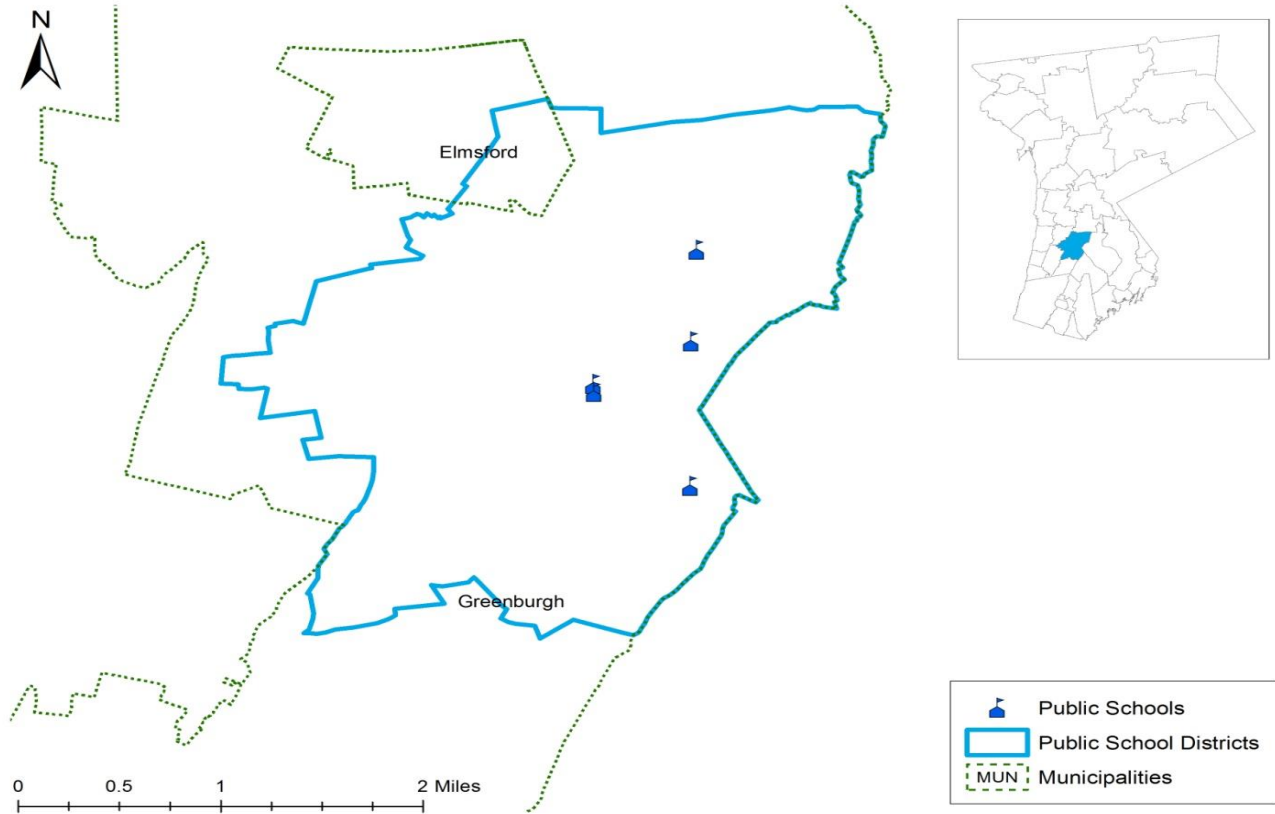 N
Elmsford
Greenburgh
0 0.5 1 2 Miles
Public Schools
Public School Districts
MUN Municipalities